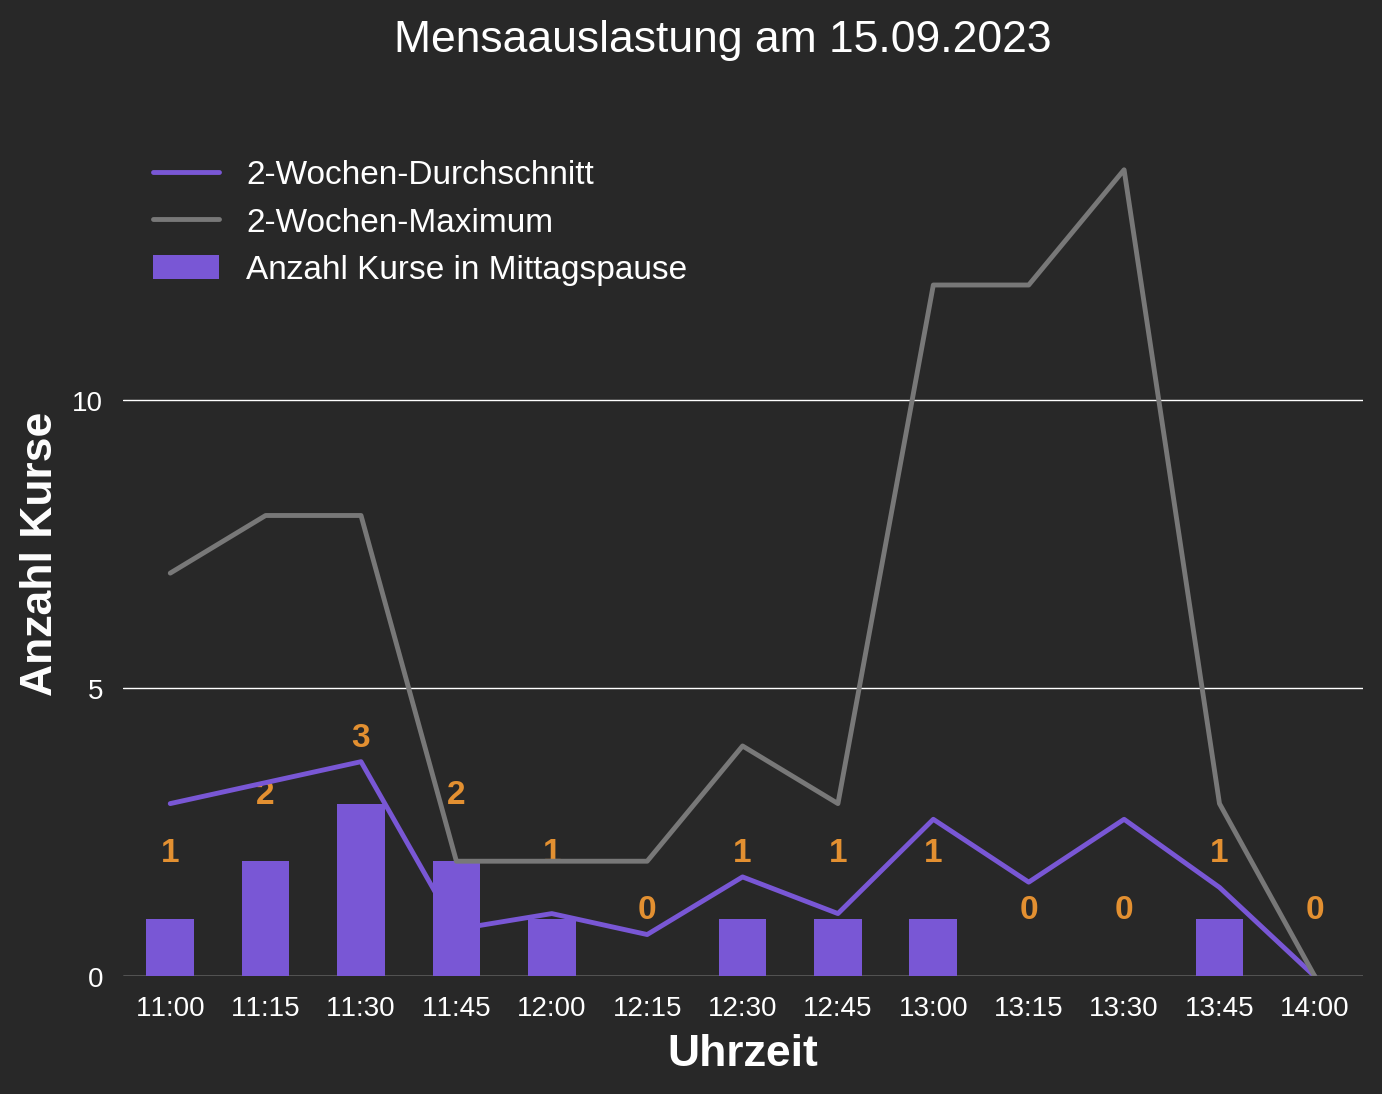 Mensaauslastung am 15.09.2023
2-Wochen-Durchschnitt
2-Wochen-Maximum
Anzahl Kurse in Mittagspause
Anzahl Kurse
10
5
0
3
2
2
1
1
1
1
1
1
0
0
0
0
11:00 11:15 11:30 11:45 12:00 12:15 12:30 12:45 13:00 13:15 13:30 13:45 14:00
Uhrzeit